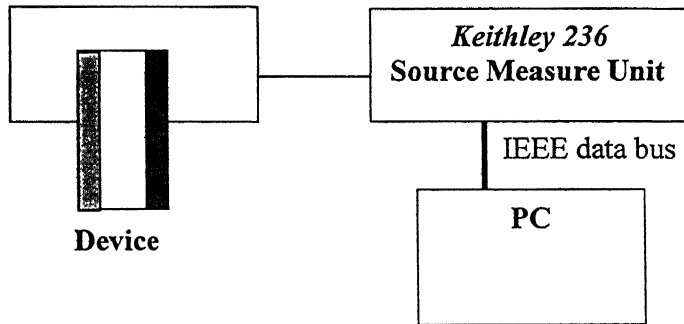 Keithley 236
Source Measure Unit
IEEE data bus
PC
Device